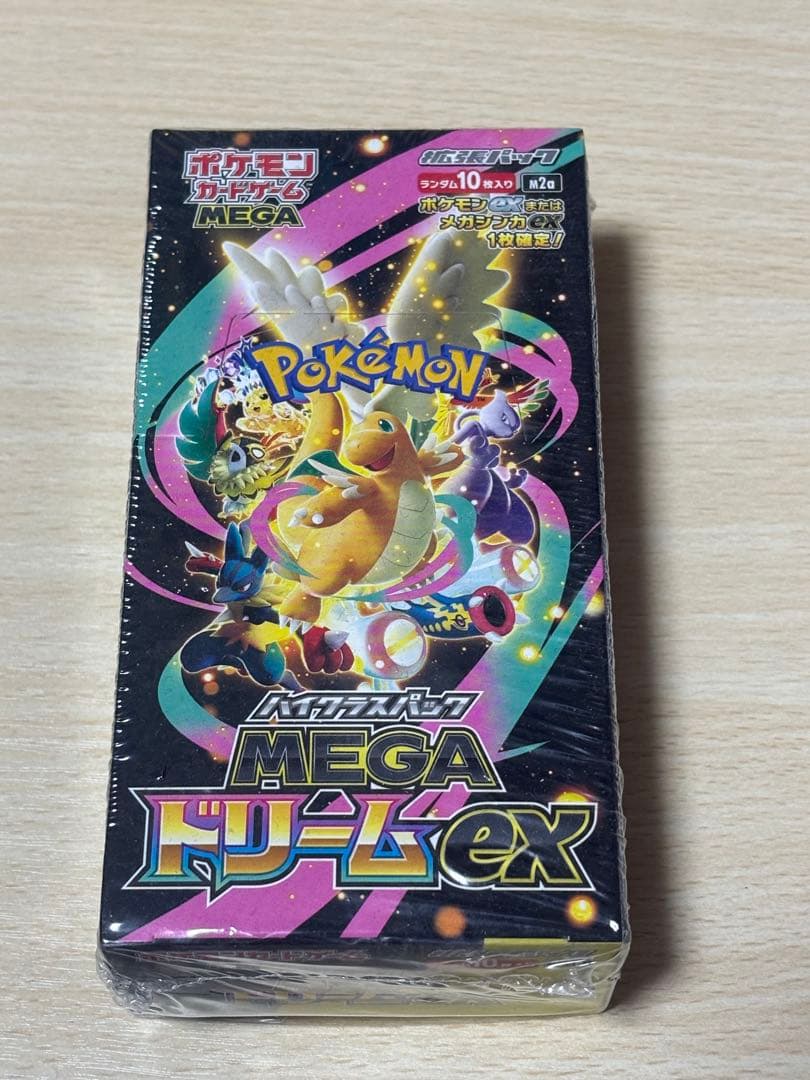 ポケモン
カードゲーム
MEGA
拡張パック
ランダム10枚入り
M2a
ポケモンexまたは
メガシンカex
1枚確定!
POKéMON
ハイクラスパック
MEGA
ドリームex